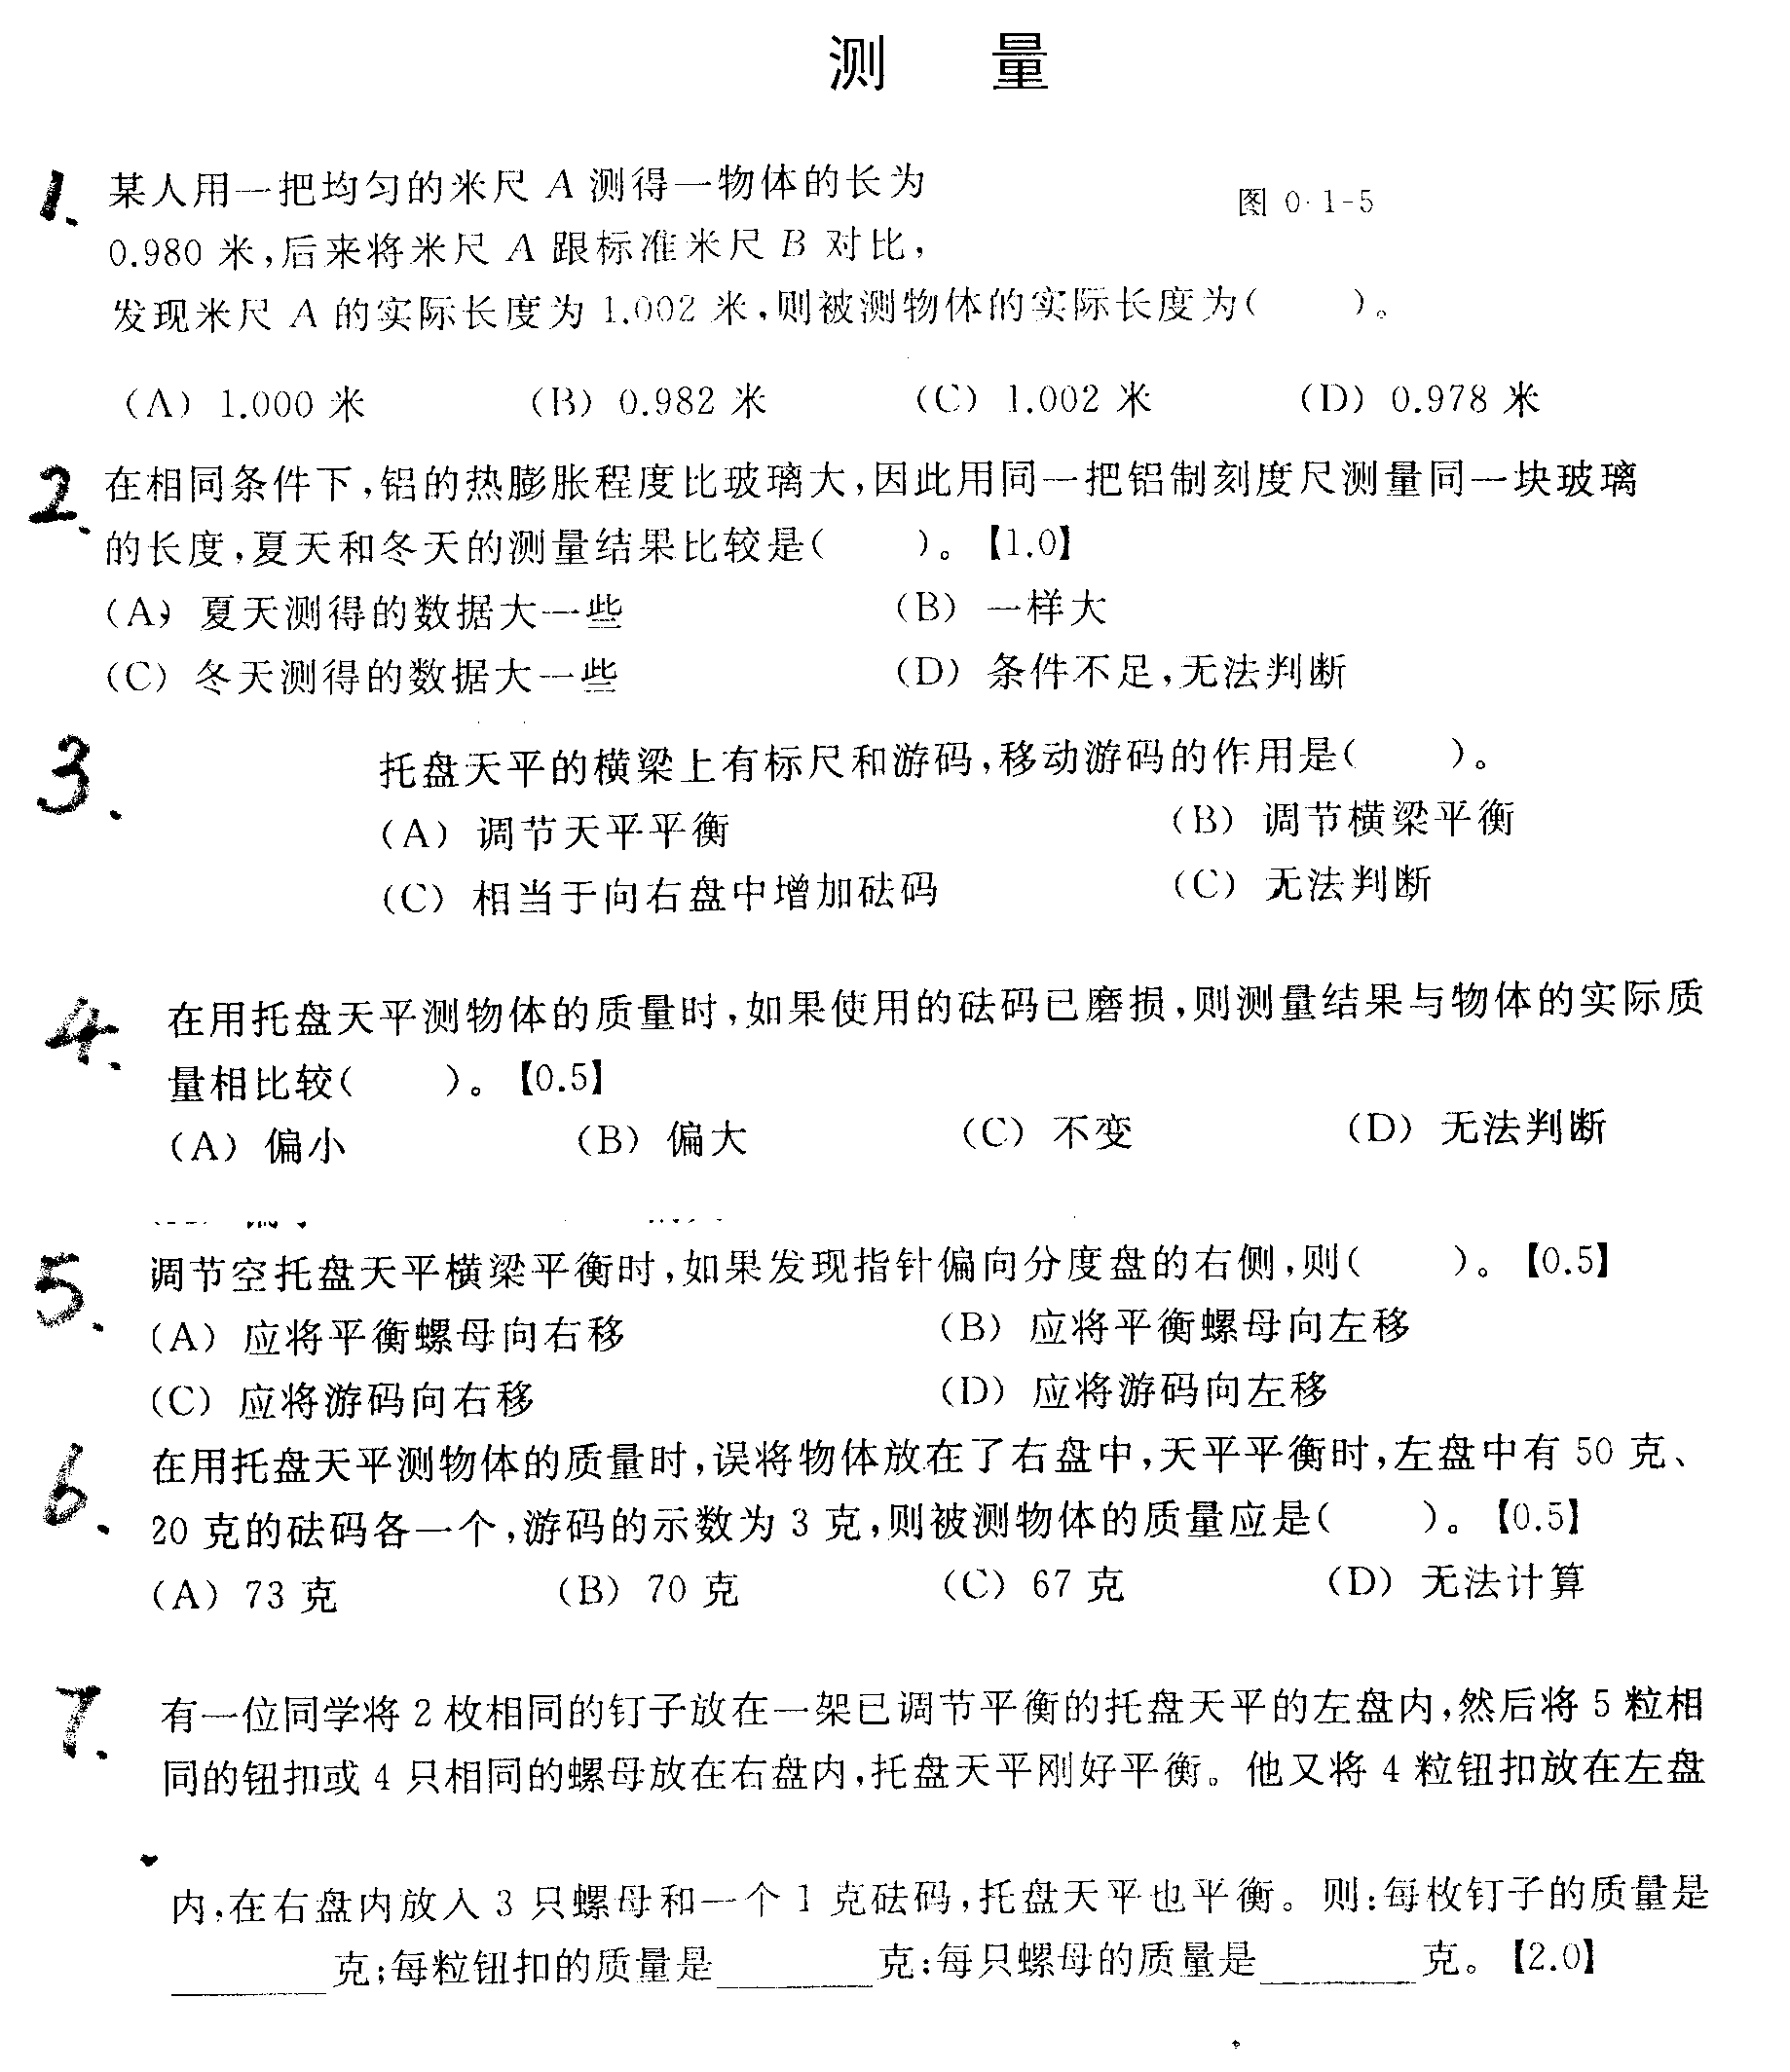 测 量
1. 某人用一把均匀的米尺 A 测得一物体的长为
图 0-1-5
0.980 米,后来将米尺 A 跟标准米尺 B 对比,
发现米尺 A 的实际长度为 1.002 米,则被测物体的实际长度为( )。
(A) 1.000 米 (B) 0.982 米 (C) 1.002 米 (D) 0.978 米
2. 在相同条件下,铝的热膨胀程度比玻璃大,因此用同一把铝制刻度尺测量同一块玻璃
的长度,夏天和冬天的测量结果比较是( )。【1.0】
(A) 夏天测得的数据大一些 (B) 一样大
(C) 冬天测得的数据大一些 (D) 条件不足,无法判断
3. 托盘天平的横梁上有标尺和游码,移动游码的作用是( )。
(A) 调节天平平衡 (B) 调节横梁平衡
(C) 相当于向右盘中增加砝码 (C) 无法判断
4. 在用托盘天平测物体的质量时,如果使用的砝码已磨损,则测量结果与物体的实际质
量相比较( )。【0.5】
(A) 偏小 (B) 偏大 (C) 不变 (D) 无法判断
5. 调节空托盘天平横梁平衡时,如果发现指针偏向分度盘的右侧,则( )。【0.5】
(A) 应将平衡螺母向右移 (B) 应将平衡螺母向左移
(C) 应将游码向右移 (D) 应将游码向左移
6. 在用托盘天平测物体的质量时,误将物体放在了右盘中,天平平衡时,左盘中有 50 克、
20 克的砝码各一个,游码的示数为 3 克,则被测物体的质量应是( )。【0.5】
(A) 73 克 (B) 70 克 (C) 67 克 (D) 无法计算
7. 有一位同学将 2 枚相同的钉子放在一架已调节平衡的托盘天平的左盘内,然后将 5 粒相
同的钮扣或 4 只相同的螺母放在右盘内,托盘天平刚好平衡。他又将 4 粒钮扣放在左盘
内,在右盘内放入 3 只螺母和一个 1 克砝码,托盘天平也平衡。则:每枚钉子的质量是
______克;每粒钮扣的质量是______克;每只螺母的质量是______克。【2.0】